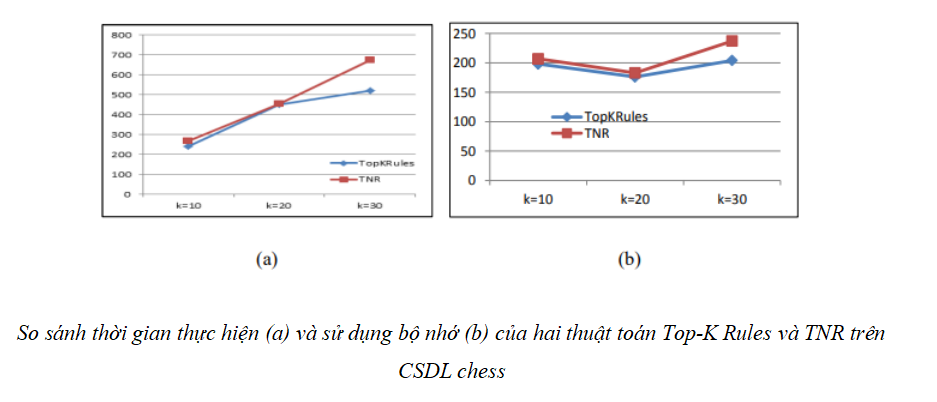 800
700
600
500
400
300
200
100
0
k=10 k=20 k=30
TopKRules
TNR
(a)
250
200
150
100
50
0
k=10 k=20 k=30
TopKRules
TNR
(b)
So sánh thời gian thực hiện (a) và sử dụng bộ nhớ (b) của hai thuật toán Top-K Rules và TNR trên
CSDL chess